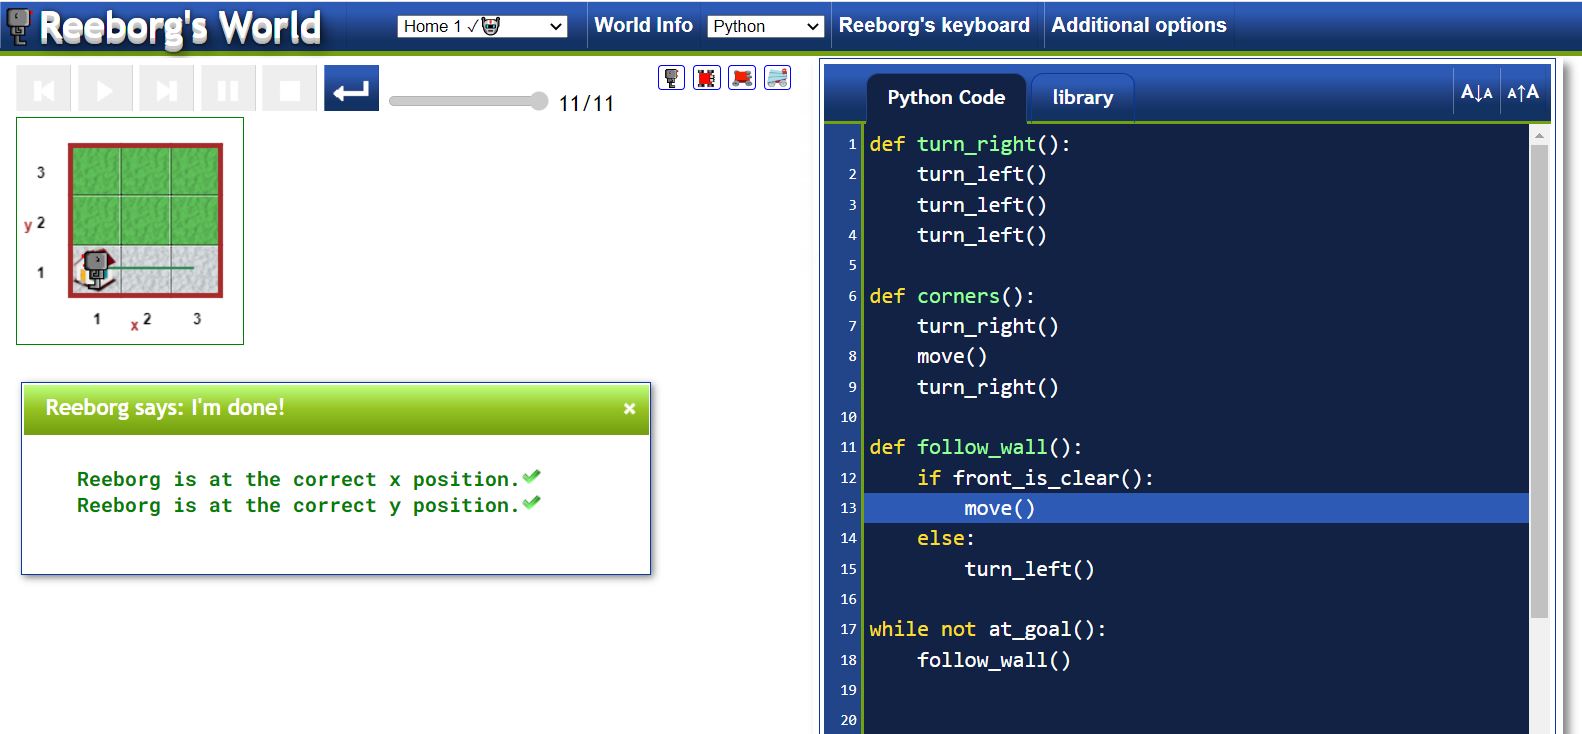 Reeborg's World
Home 1 √
World Info
Python
Reeborg's keyboard
Additional options
11/11
3
y 2
1
1
x 2
3
Reeborg says: I'm done!
×
Reeborg is at the correct x position.
Reeborg is at the correct y position.
Python Code
library
A↓A
A↑A
1 def turn_right():
2     turn_left()
3     turn_left()
4     turn_left()
5
6 def corners():
7     turn_right()
8     move()
9     turn_right()
10
11 def follow_wall():
12     if front_is_clear():
13         move()
14     else:
15         turn_left()
16
17 while not at_goal():
18     follow_wall()
19
20